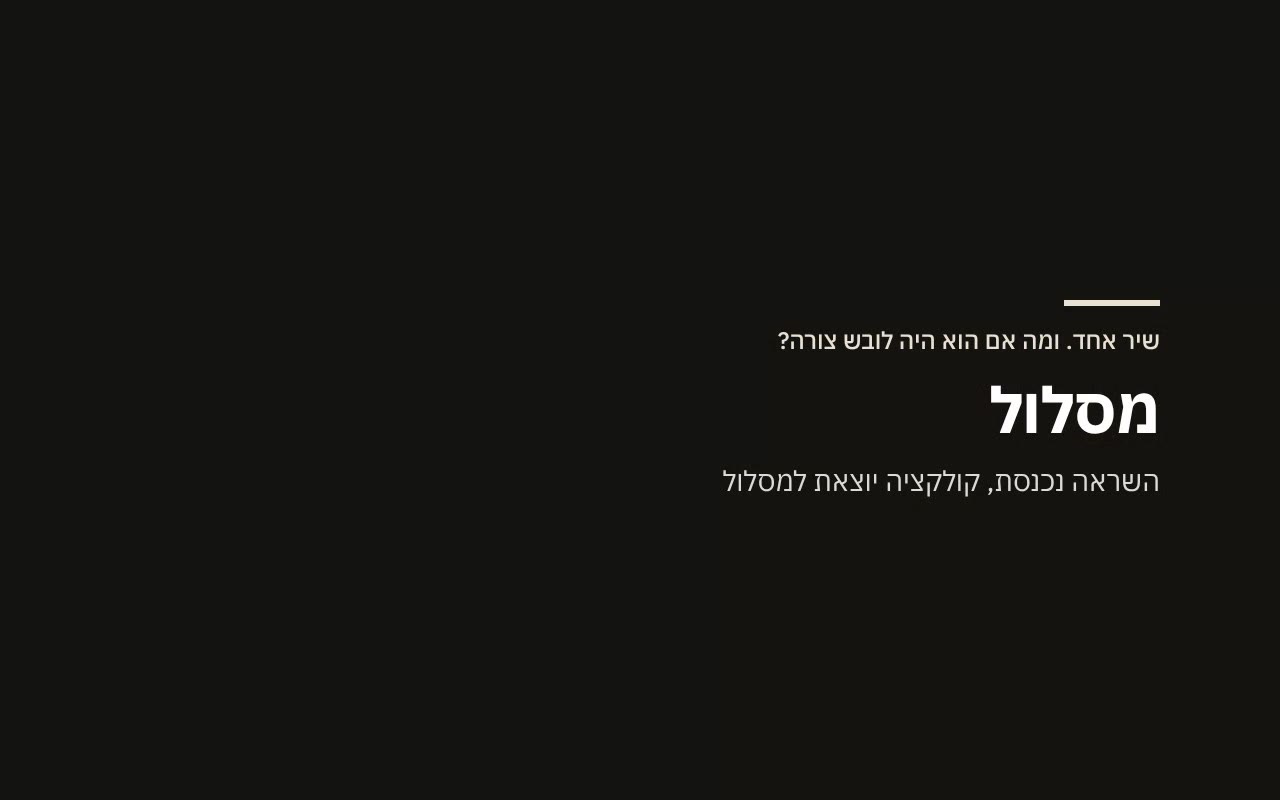 שיר אחד. ומה אם הוא היה לובש צורה?
מסלול
השראה נכנסת, קולקציה יוצאת למסלול